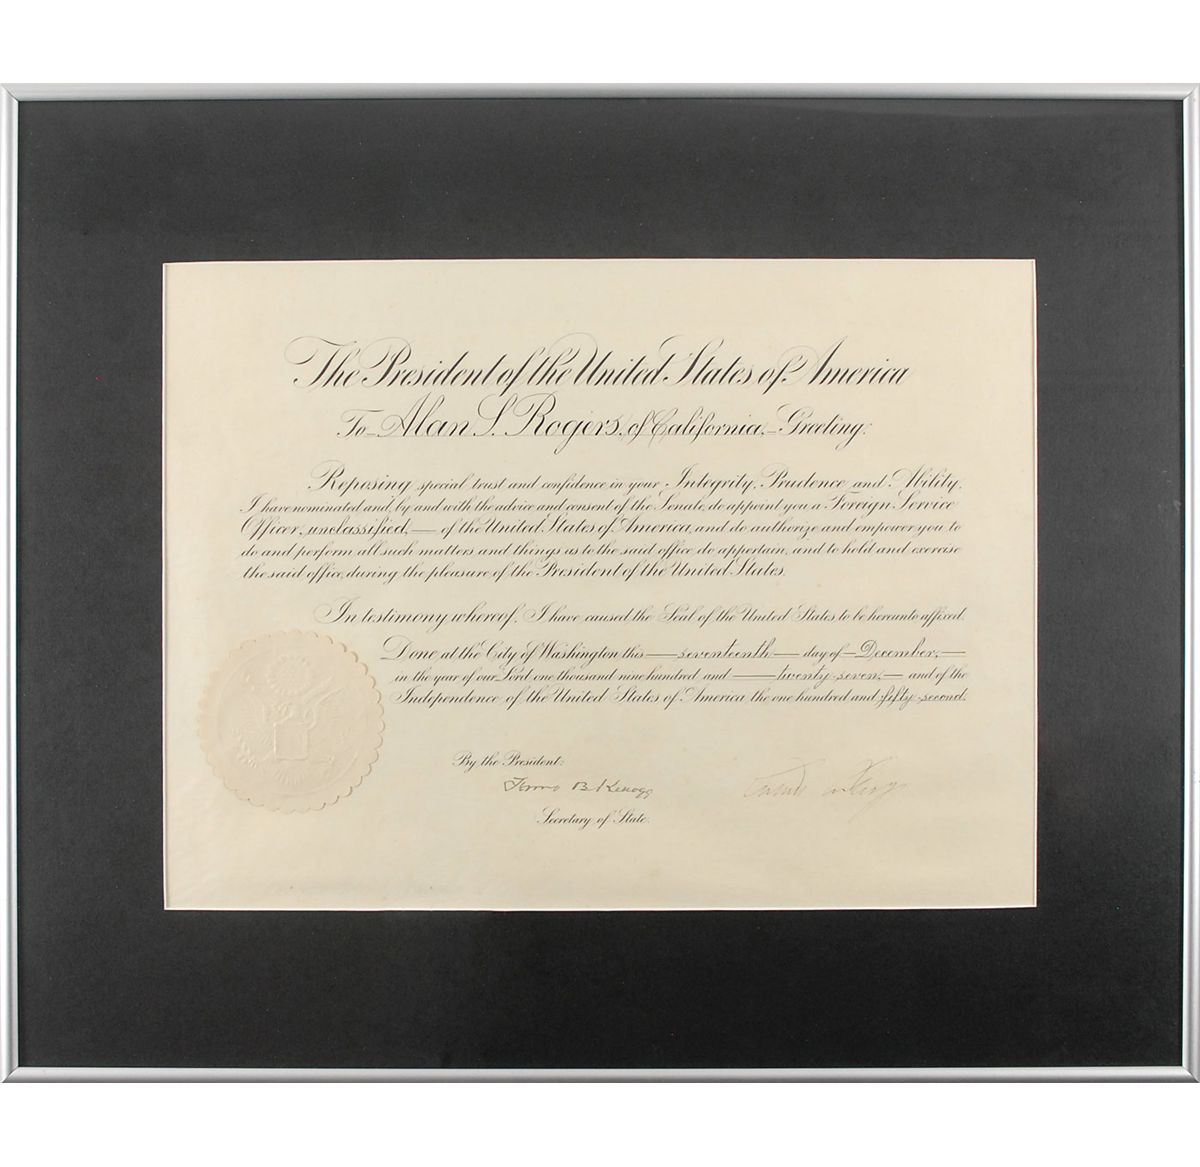 The President of the United States of America
To Alan S. Rogers, of California,—Greeting:
Reposing special trust and confidence in your Integrity, Prudence and Ability,
I have nominated and, by and with the advice and consent of the Senate, do appoint you a Foreign Service
Officer, unclassified, — of the United States of America, and do authorize and empower you to
do and perform all such matters and things as to the said office do appertain, and to hold and exercise
the said office, during the pleasure of the President of the United States.
In testimony whereof, I have caused the Seal of the United States to be hereunto affixed.
Done at the City of Washington this — seventeenth — day of — December, —
in the year of our Lord one thousand nine hundred and — twenty-seven, — and of the
Independence of the United States of America the one hundred and fifty-second.
By the President:
B Kellogg
Secretary of State.